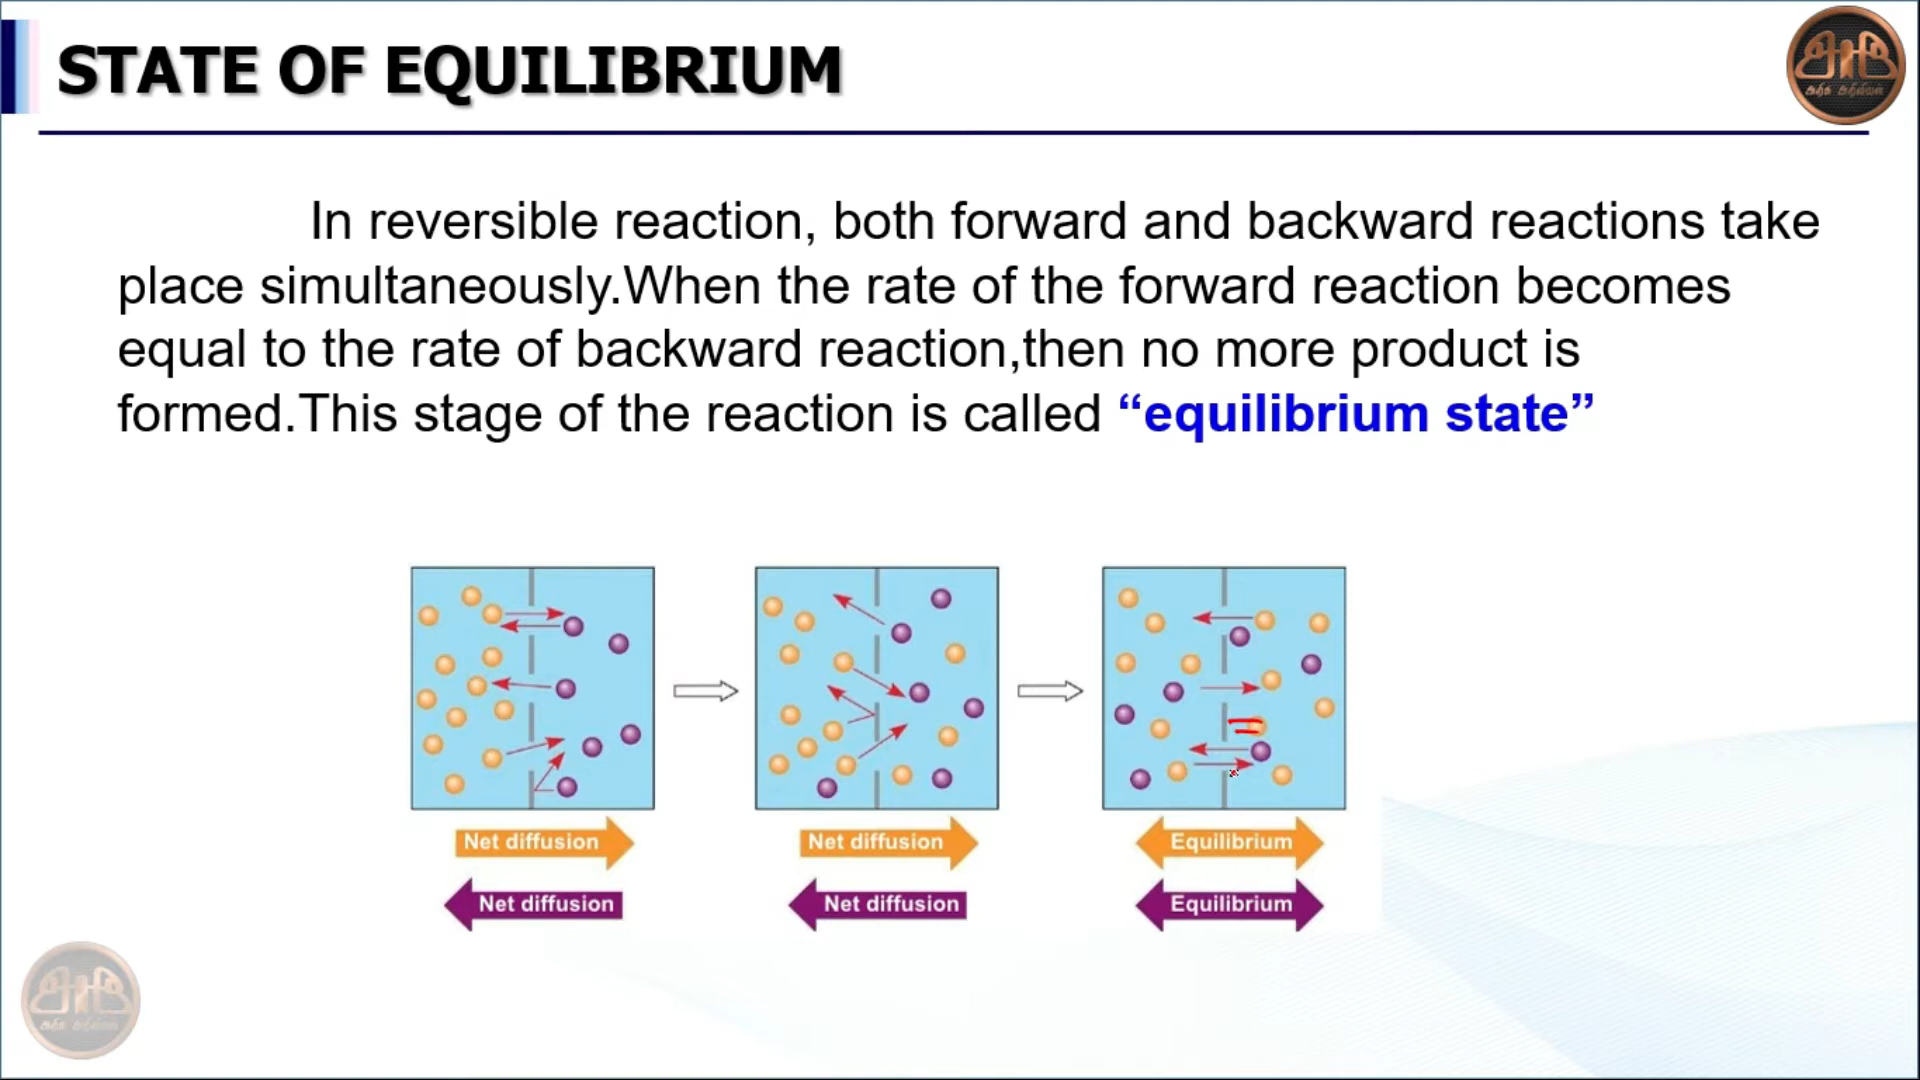 STATE OF EQUILIBRIUM
In reversible reaction, both forward and backward reactions take
place simultaneously.When the rate of the forward reaction becomes
equal to the rate of backward reaction,then no more product is
formed.This stage of the reaction is called “equilibrium state”
Net diffusion
Net diffusion
Equilibrium
Net diffusion
Net diffusion
Equilibrium